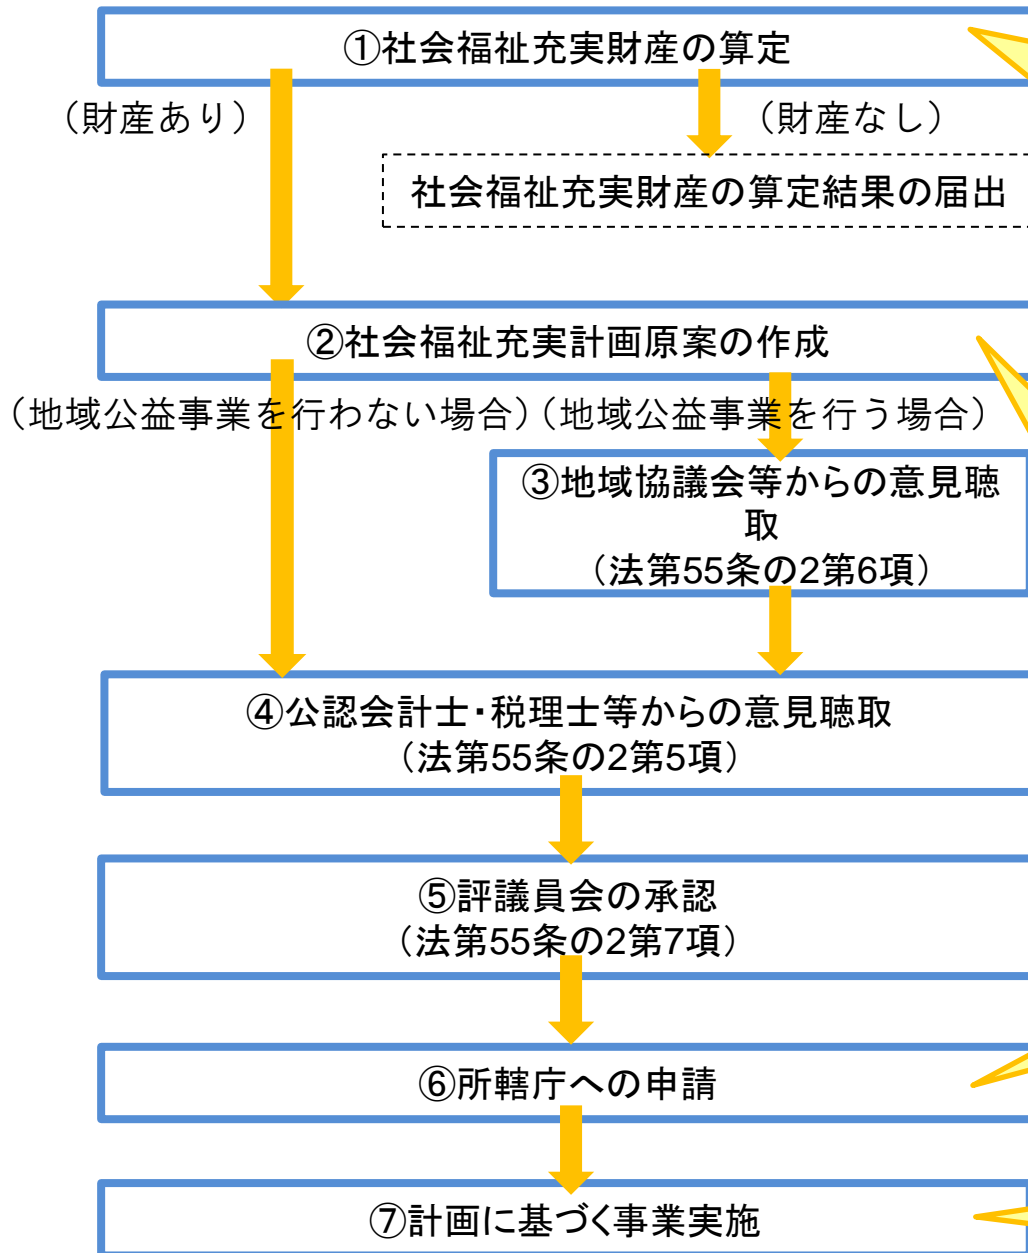 ①社会福祉充実財産の算定
（財産あり）
（財産なし）
社会福祉充実財産の算定結果の届出
②社会福祉充実計画原案の作成
（地域公益事業を行わない場合）
（地域公益事業を行う場合）
③地域協議会等からの意見聴
取
（法第55条の2第6項）
④公認会計士・税理士等からの意見聴取
（法第55条の2第5項）
⑤評議員会の承認
（法第55条の2第7項）
⑥所轄庁への申請
⑦計画に基づく事業実施